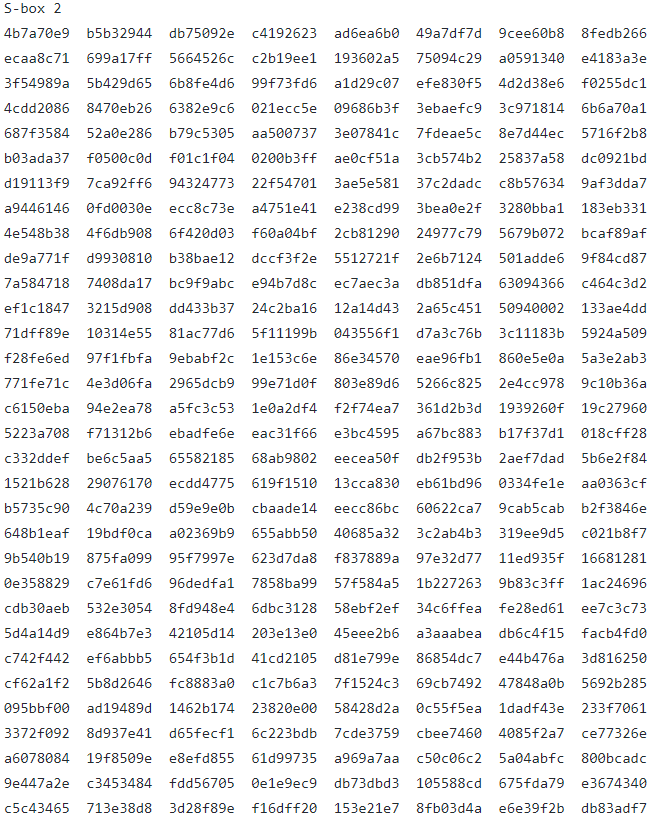 S-box 2
4b7a70e9 b5b32944 db75092e c4192623 ad6ea6b0 49a7df7d 9cee60b8 8fedb266
ecaa8c71 699a17ff 5664526c c2b19ee1 193602a5 75094c29 a0591340 e4183a3e
3f54989a 5b429d65 6b8fe4d6 99f73fd6 a1d29c07 efe830f5 4d2d38e6 f0255dc1
4cdd2086 8470eb26 6382e9c6 021ecc5e 09686b3f 3ebaefc9 3c971814 6b6a70a1
687f3584 52a0e286 b79c5305 aa500737 3e07841c 7fdeae5c 8e7d44ec 5716f2b8
b03ada37 f0500c0d f01c1f04 0200b3ff ae0cf51a 3cb574b2 25837a58 dc0921bd
d19113f9 7ca92ff6 94324773 22f54701 3ae5e581 37c2dadc c8b57634 9af3dda7
a9446146 0fd0030e ecc8c73e a4751e41 e238cd99 3bea0e2f 3280bba1 183eb331
4e548b38 4f6db908 6f420d03 f60a04bf 2cb81290 24977c79 5679b072 bcaf89af
de9a771f d9930810 b38bae12 dccf3f2e 5512721f 2e6b7124 501adde6 9f84cd87
7a584718 7408da17 bc9f9abc e94b7d8c ec7aec3a db851dfa 63094366 c464c3d2
ef1c1847 3215d908 dd433b37 24c2ba16 12a14d43 2a65c451 50940002 133ae4dd
71dff89e 10314e55 81ac77d6 5f11199b 043556f1 d7a3c76b 3c11183b 5924a509
f28fe6ed 97f1fbfa 9ebabf2c 1e153c6e 86e34570 eae96fb1 860e5e0a 5a3e2ab3
771fe71c 4e3d06fa 2965dcb9 99e71d0f 803e89d6 5266c825 2e4cc978 9c10b36a
c6150eba 94e2ea78 a5fc3c53 1e0a2df4 f2f74ea7 361d2b3d 1939260f 19c27960
5223a708 f71312b6 ebadfe6e eac31f66 e3bc4595 a67bc883 b17f37d1 018cff28
c332ddef be6c5aa5 65582185 68ab9802 eecea50f db2f953b 2aef7dad 5b6e2f84
1521b628 29076170 ecdd4775 619f1510 13cca830 eb61bd96 0334fe1e aa0363cf
b5735c90 4c70a239 d59e9e0b cbaade14 eecc86bc 60622ca7 9cab5cab b2f3846e
648b1eaf 19bdf0ca a02369b9 655abb50 40685a32 3c2ab4b3 319ee9d5 c021b8f7
9b540b19 875fa099 95f7997e 623d7da8 f837889a 97e32d77 11ed935f 16681281
0e358829 c7e61fd6 96dedfa1 7858ba99 57f584a5 1b227263 9b83c3ff 1ac24696
cdb30aeb 532e3054 8fd948e4 6dbc3128 58ebf2ef 34c6ffea fe28ed61 ee7c3c73
5d4a14d9 e864b7e3 42105d14 203e13e0 45eee2b6 a3aaabea db6c4f15 facb4fd0
c742f442 ef6abbb5 654f3b1d 41cd2105 d81e799e 86854dc7 e44b476a 3d816250
cf62a1f2 5b8d2646 fc8883a0 c1c7b6a3 7f1524c3 69cb7492 47848a0b 5692b285
095bbf00 ad19489d 1462b174 23820e00 58428d2a 0c55f5ea 1dadf43e 233f7061
3372f092 8d937e41 d65fecf1 6c223bdb 7cde3759 cbee7460 4085f2a7 ce77326e
a6078084 19f8509e e8efd855 61d99735 a969a7aa c50c06c2 5a04abfc 800bcadc
9e447a2e c3453484 fdd56705 0e1e9ec9 db73dbd3 105588cd 675fda79 e3674340
c5c43465 713e38d8 3d28f89e f16dff20 153e21e7 8fb03d4a e6e39f2b db83adf7